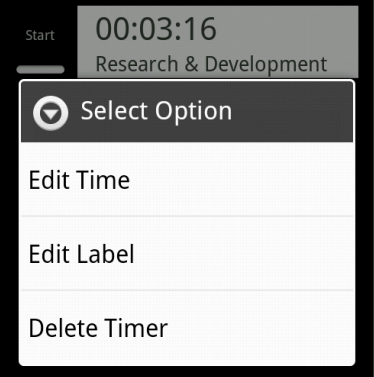 Start
00:03:16
Research & Development
Select Option
Edit Time
Edit Label
Delete Timer